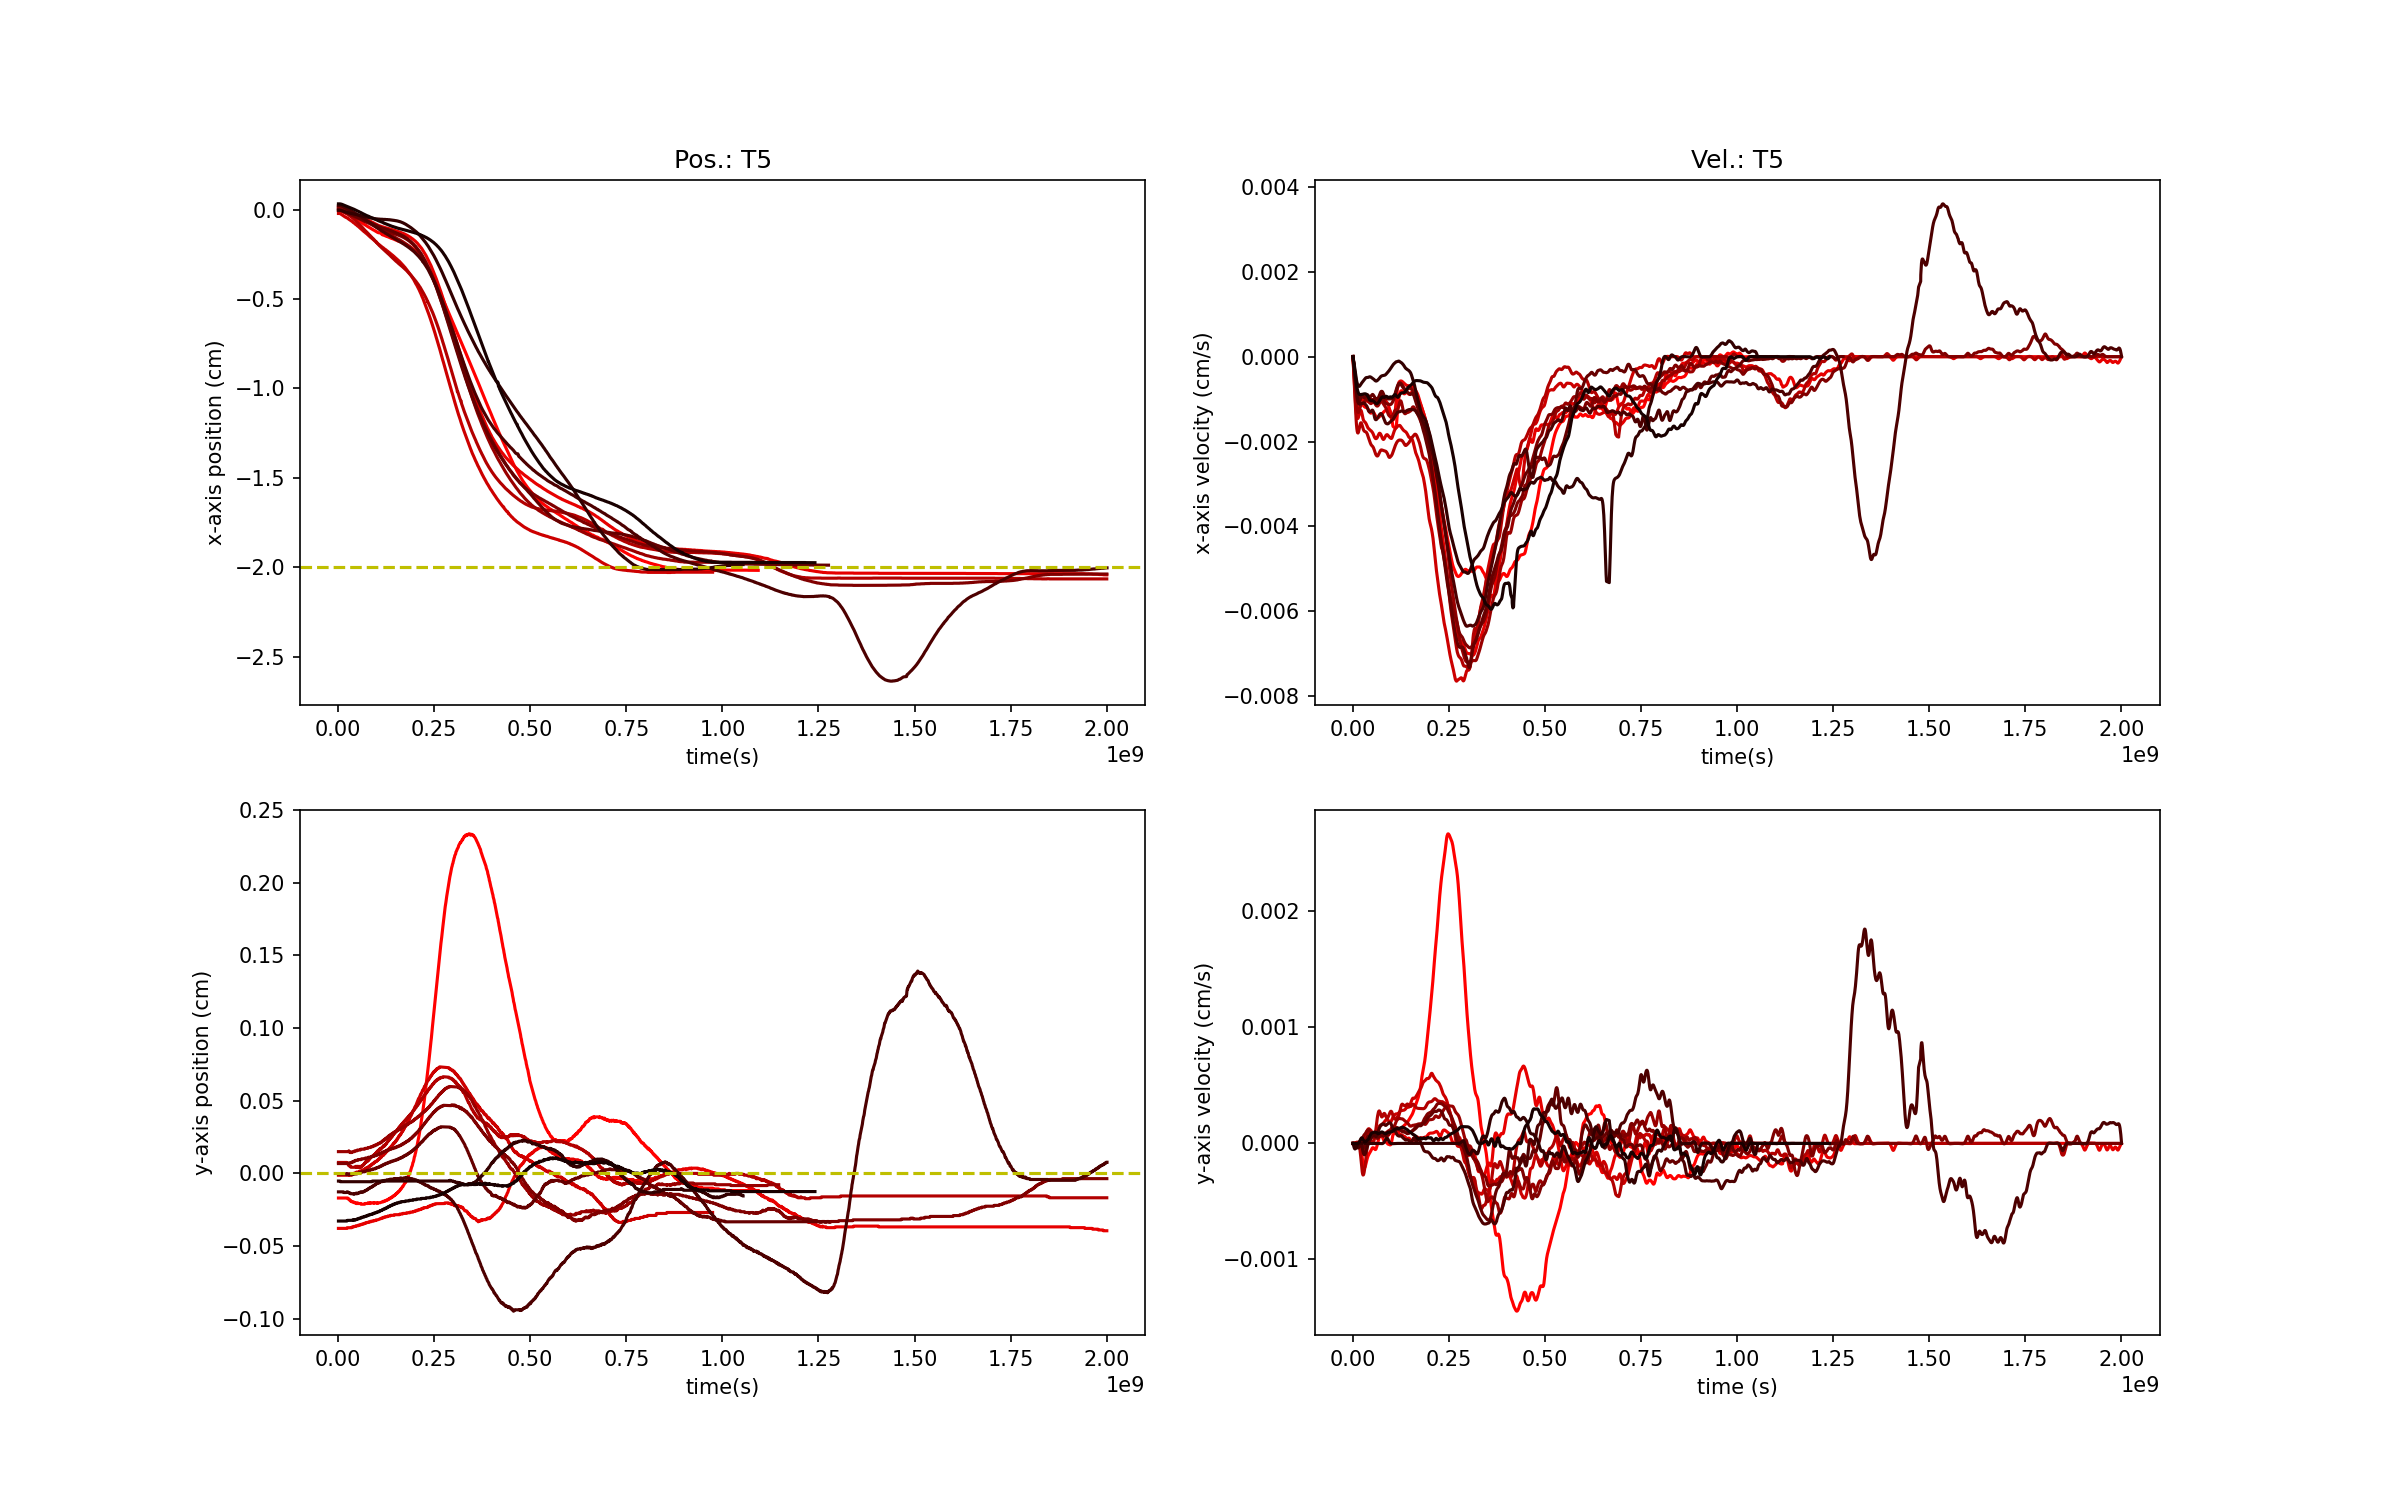 Pos.: T5
0.0
−0.5
−1.0
−1.5
−2.0
−2.5
x-axis position (cm)
0.00 0.25 0.50 0.75 1.00 1.25 1.50 1.75 2.00
1e9
time(s)
Vel.: T5
0.004
0.002
0.000
−0.002
−0.004
−0.006
−0.008
x-axis velocity (cm/s)
0.00 0.25 0.50 0.75 1.00 1.25 1.50 1.75 2.00
1e9
time(s)
0.25
0.20
0.15
0.10
0.05
0.00
−0.05
−0.10
y-axis position (cm)
0.00 0.25 0.50 0.75 1.00 1.25 1.50 1.75 2.00
1e9
time(s)
0.002
0.001
0.000
−0.001
y-axis velocity (cm/s)
0.00 0.25 0.50 0.75 1.00 1.25 1.50 1.75 2.00
1e9
time (s)